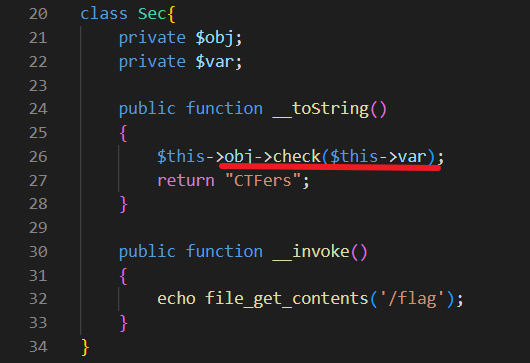 20 class Sec{
21     private $obj;
22     private $var;
23
24     public function __toString()
25     {
26         $this->obj->check($this->var);
27         return "CTFers";
28     }
29
30     public function __invoke()
31     {
32         echo file_get_contents('/flag');
33     }
34 }